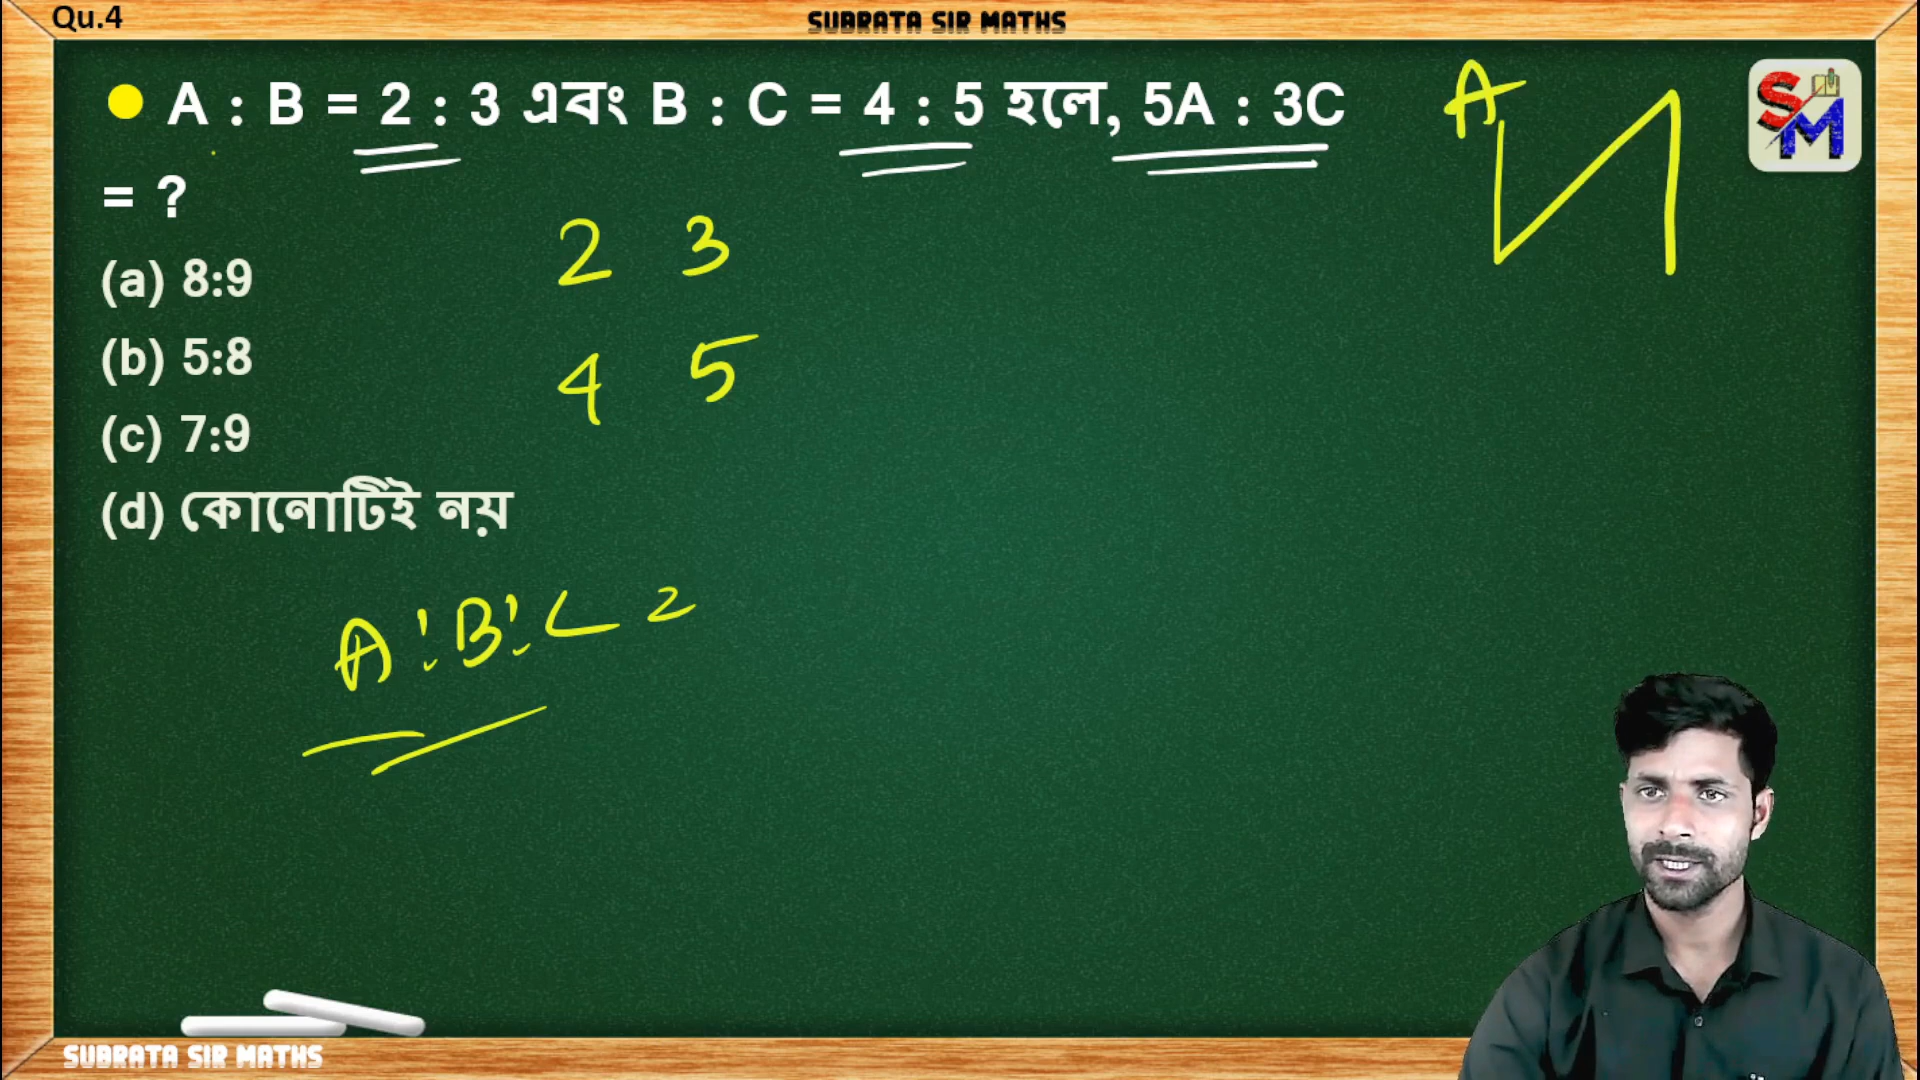 Qu.4
SUBRATA SIR MATHS
A : B = 2 : 3 এবং B : C = 4 : 5 হলে, 5A : 3C
= ?
(a) 8:9
(b) 5:8
(c) 7:9
(d) কোনোটিই নয়
A
SM
2 3
4 5
A : B : C =
SUBRATA SIR MATHS